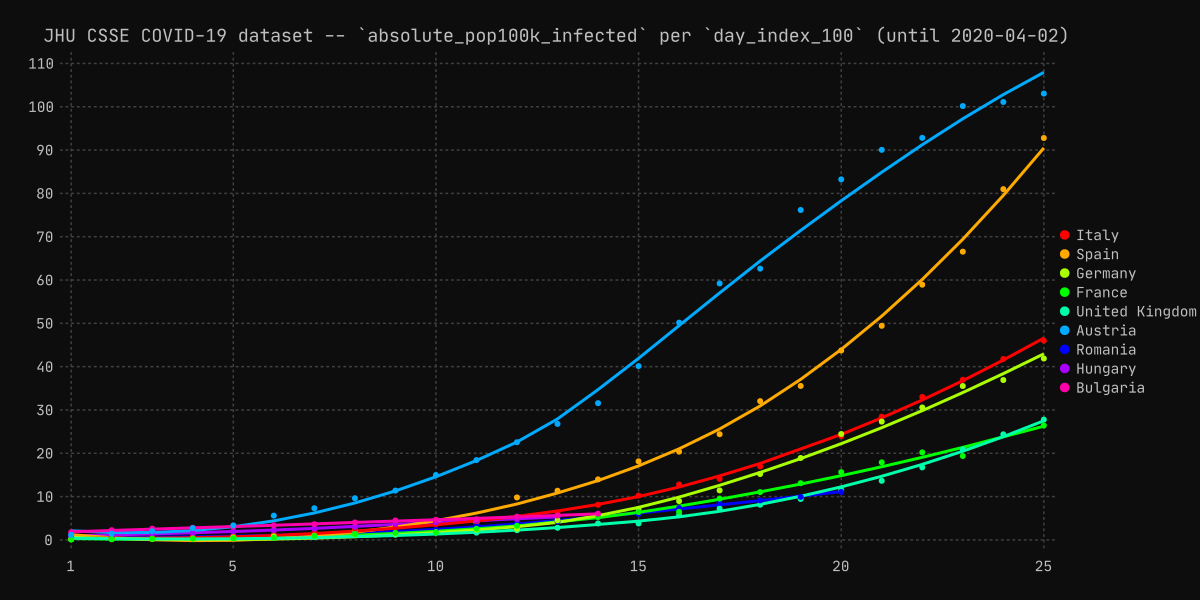 JHU CSSE COVID-19 dataset -- `absolute_pop100k_infected` per `day_index_100` (until 2020-04-02)
110
100
90
80
70
60
50
40
30
20
10
0
1 5 10 15 20 25
Italy
Spain
Germany
France
United Kingdom
Austria
Romania
Hungary
Bulgaria